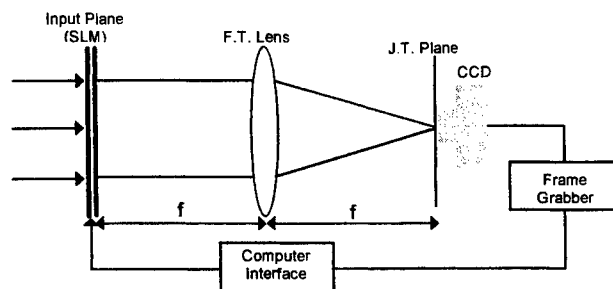 Input Plane
(SLM)
F.T. Lens
J.T. Plane
CCD
f
f
Frame
Grabber
Computer
Interface